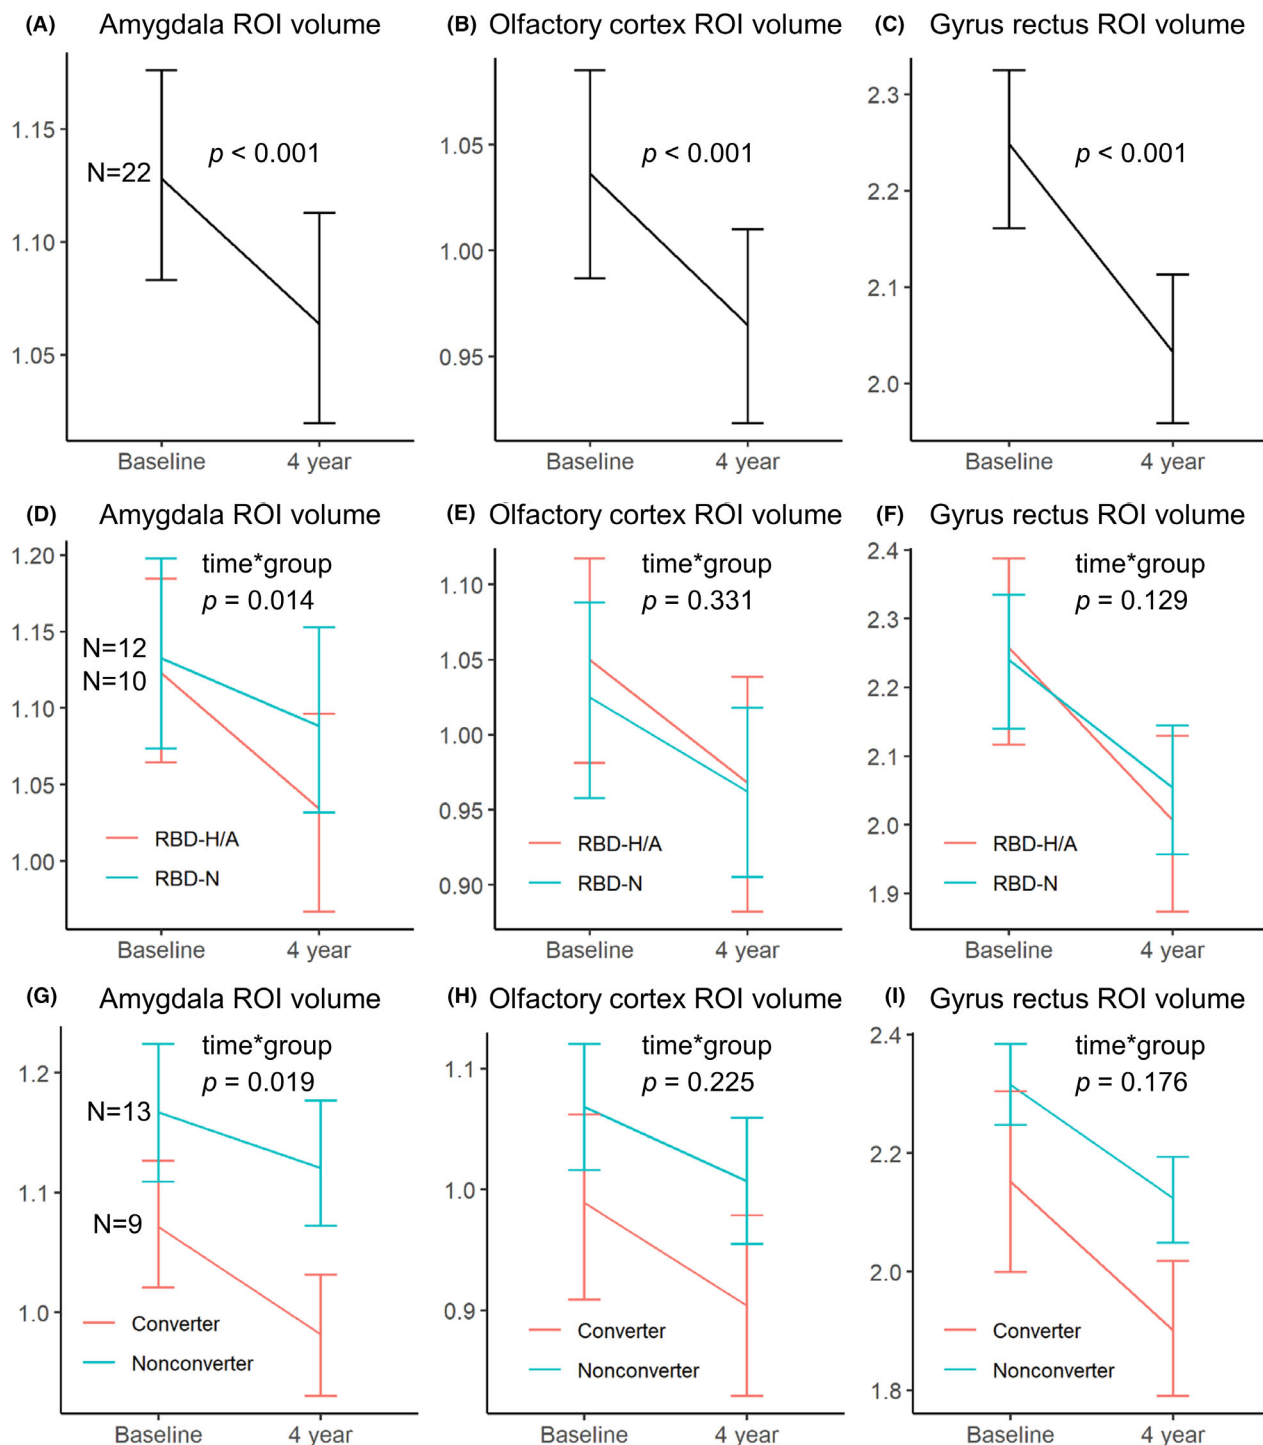 (A) Amygdala ROI volume
1.15
1.10
1.05
N=22
p < 0.001
Baseline 4 year
(B) Olfactory cortex ROI volume
1.05
1.00
0.95
p < 0.001
Baseline 4 year
(C) Gyrus rectus ROI volume
2.3
2.2
2.1
2.0
p < 0.001
Baseline 4 year
(D) Amygdala ROI volume
1.20
1.15
1.10
1.05
1.00
time*group
p = 0.014
N=12
N=10
RBD-H/A
RBD-N
Baseline 4 year
(E) Olfactory cortex ROI volume
1.10
1.05
1.00
0.95
0.90
time*group
p = 0.331
RBD-H/A
RBD-N
Baseline 4 year
(F) Gyrus rectus ROI volume
2.4
2.3
2.2
2.1
2.0
1.9
time*group
p = 0.129
RBD-H/A
RBD-N
Baseline 4 year
(G) Amygdala ROI volume
1.2
1.1
1.0
time*group
p = 0.019
N=13
N=9
Converter
Nonconverter
Baseline 4 year
(H) Olfactory cortex ROI volume
1.1
1.0
0.9
time*group
p = 0.225
Converter
Nonconverter
Baseline 4 year
(I) Gyrus rectus ROI volume
2.4
2.2
2.0
1.8
time*group
p = 0.176
Converter
Nonconverter
Baseline 4 year